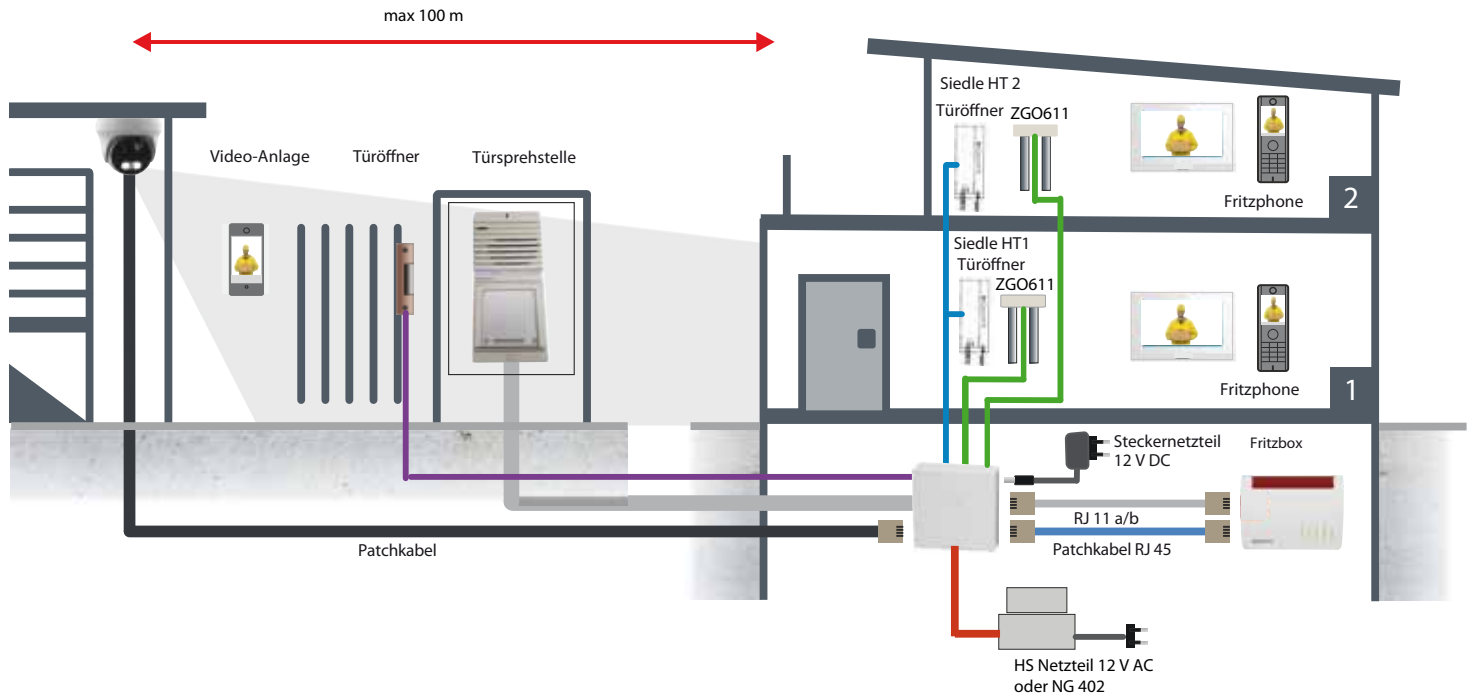 max 100 m
Siedle HT 2
Türöffner
ZGO611
Video-Anlage
Türöffner
Türsprehstelle
Fritzphone
2
Siedle HT1
Türöffner
ZGO611
Fritzphone
1
Steckernetzteil
12 V DC
Fritzbox
RJ 11 a/b
Patchkabel
Patchkabel RJ 45
HS Netzteil 12 V AC
oder NG 402